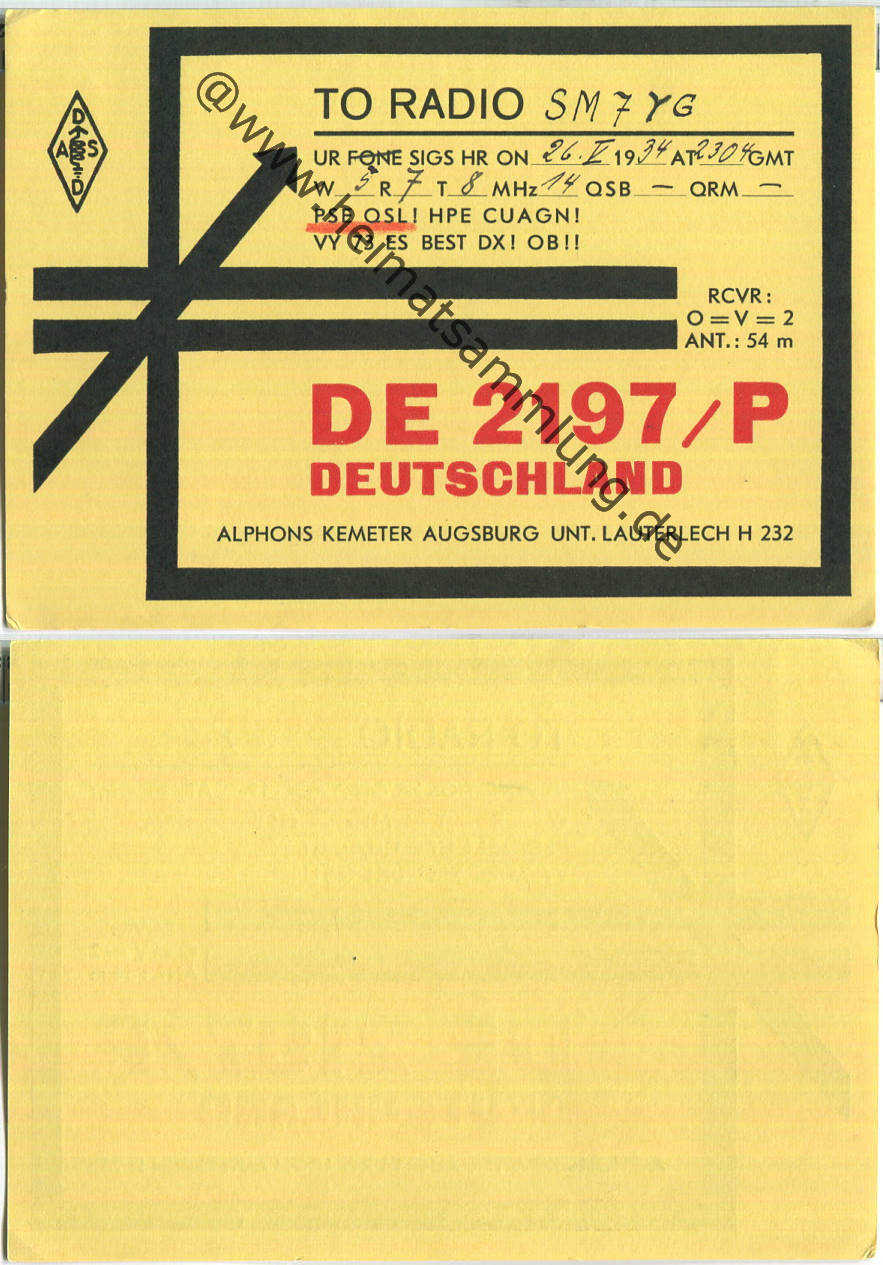 D
A S
D
TO RADIO SM7YG
UR FONE SIGS HR ON 26. V 1934 AT 2304 GMT
W 5 R 7 T 8 MHz 14 QSB – QRM –
PSE QSL! HPE CUAGN!
VY 73 ES BEST DX! OB!!
RCVR:
O=V=2
ANT.: 54 m
DE 2197/P
DEUTSCHLAND
ALPHONS KEMETER AUGSBURG UNT. LAUTERLECH H 232
@www.heimatsammlung.de